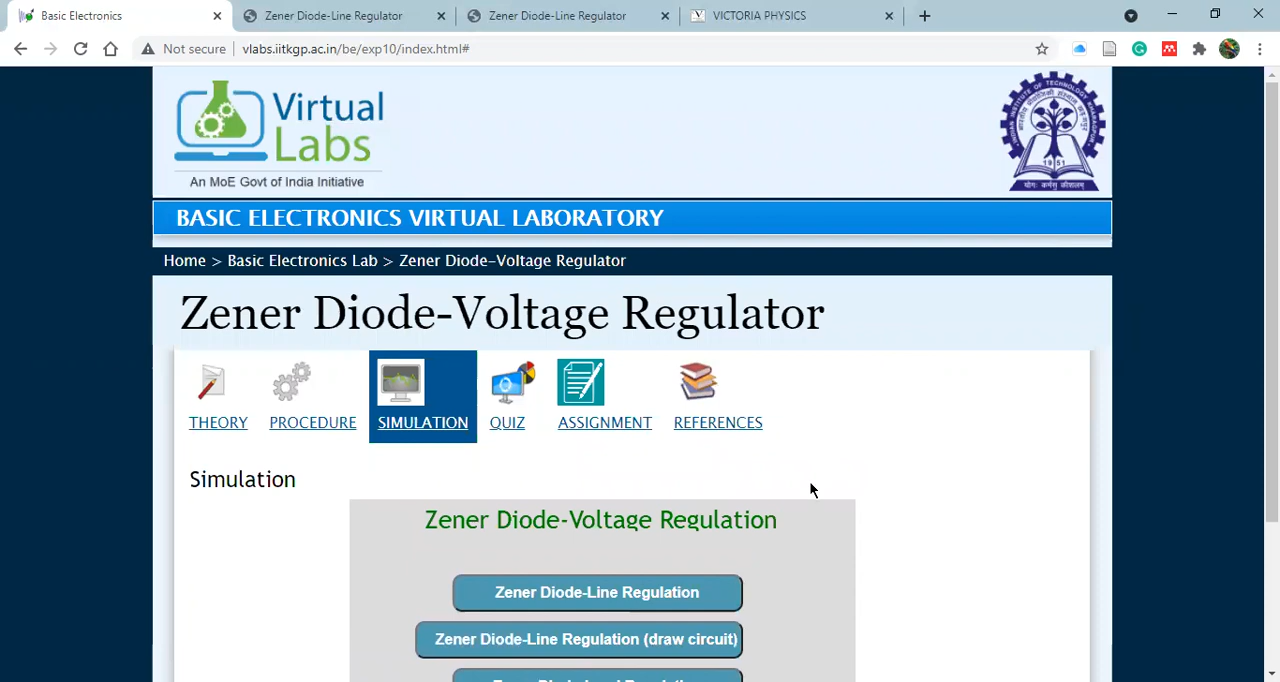 Basic Electronics
Zener Diode-Line Regulator
Zener Diode-Line Regulator
VICTORIA PHYSICS
Not secure
vlabs.iitkgp.ac.in/be/exp10/index.html#
Virtual
Labs
An MoE Govt of India Initiative
1951
BASIC ELECTRONICS VIRTUAL LABORATORY
Home > Basic Electronics Lab > Zener Diode-Voltage Regulator
Zener Diode-Voltage Regulator
THEORY
PROCEDURE
SIMULATION
QUIZ
ASSIGNMENT
REFERENCES
Simulation
Zener Diode-Voltage Regulation
Zener Diode-Line Regulation
Zener Diode-Line Regulation (draw circuit)